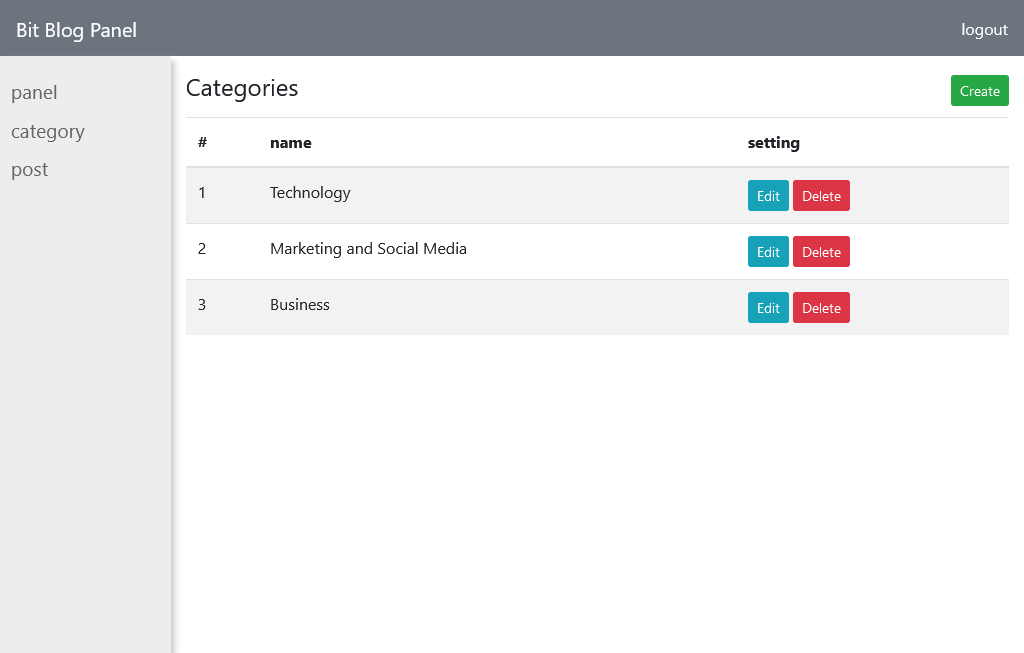 Bit Blog Panel logout
panel
category
post
Categories Create
# name setting
1 Technology Edit Delete
2 Marketing and Social Media Edit Delete
3 Business Edit Delete